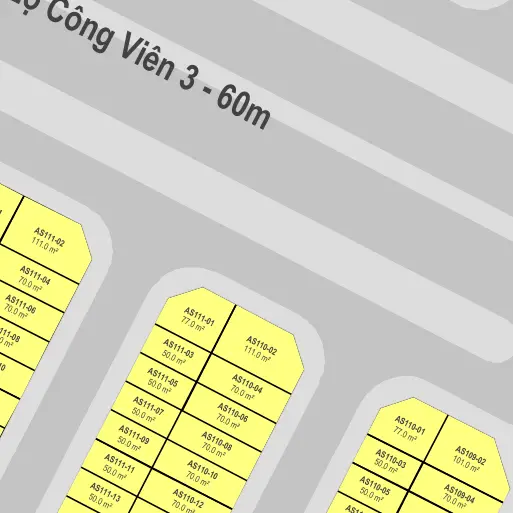 Công Viên 3 - 60m
AS111-02
111.0 m²
AS111-04
70.0 m²
AS111-06
70.0 m²
AS111-01
77.0 m²
AS110-02
111.0 m²
AS111-03
50.0 m²
AS110-04
70.0 m²
AS111-05
50.0 m²
AS110-06
70.0 m²
AS111-07
50.0 m²
AS110-08
70.0 m²
AS111-09
50.0 m²
AS110-10
70.0 m²
AS111-11
50.0 m²
AS110-12
70.0 m²
AS111-13
50.0 m²
AS110-01
77.0 m²
AS109-02
101.0 m²
AS110-03
50.0 m²
AS109-04
70.0 m²
AS110-05
50.0 m²